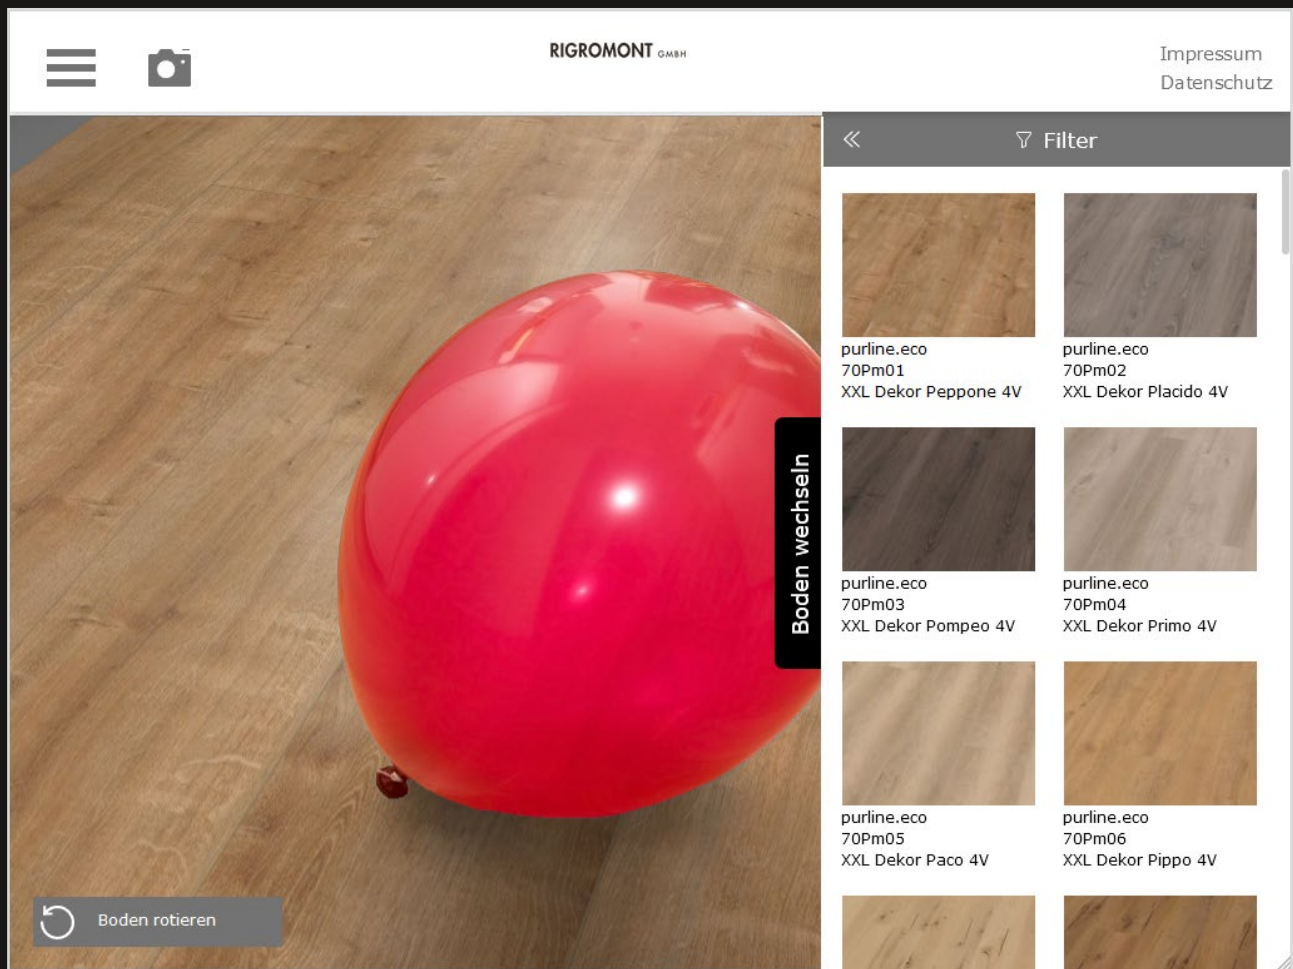 RIGROMONT GMBH
Impressum
Datenschutz
Filter
purline.eco
70Pm01
XXL Dekor Peppone 4V
purline.eco
70Pm02
XXL Dekor Placido 4V
purline.eco
70Pm03
XXL Dekor Pompeo 4V
purline.eco
70Pm04
XXL Dekor Primo 4V
purline.eco
70Pm05
XXL Dekor Paco 4V
purline.eco
70Pm06
XXL Dekor Pippo 4V
Boden wechseln
Boden rotieren